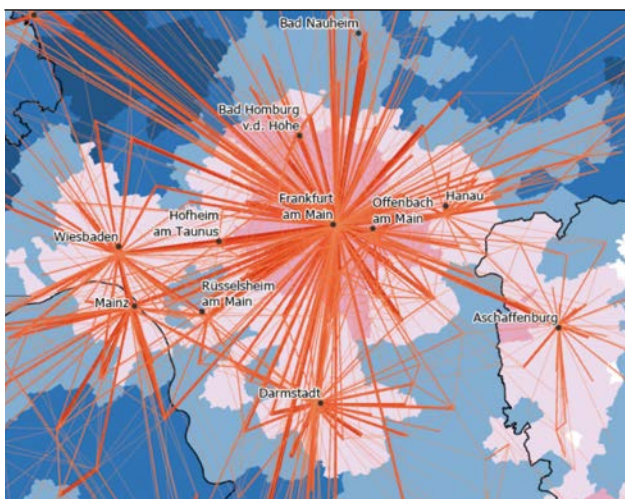 Bad Nauheim
Bad Homburg
v.d. Höhe
Frankfurt
am Main
Offenbach
am Main
Hanau
Hofheim
am Taunus
Wiesbaden
Mainz
Rüsselsheim
am Main
Aschaffenburg
Darmstadt